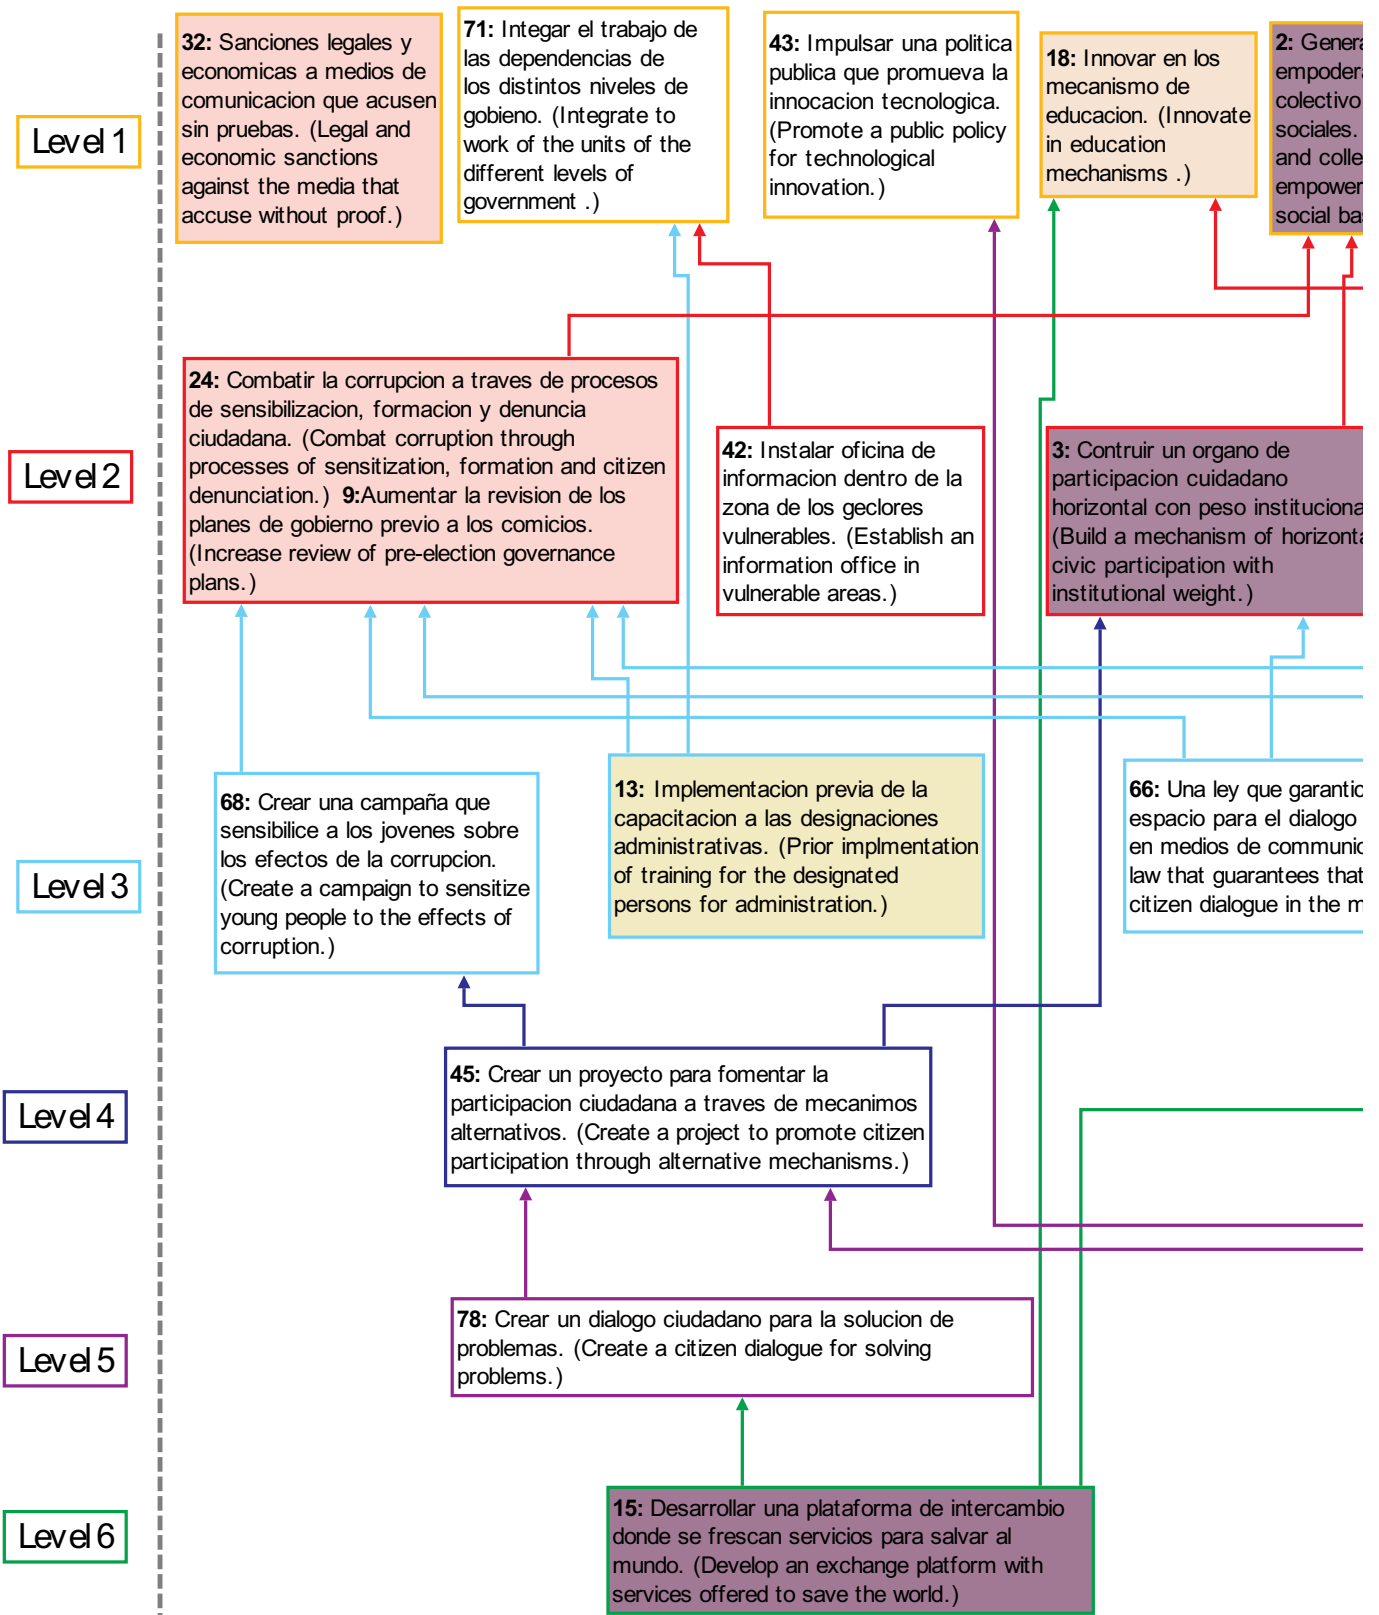 Level 1
32: Sanciones legales y
economicas a medios de
comunicacion que acusen
sin pruebas. (Legal and
economic sanctions
against the media that
accuse without proof.)
71: Integar el trabajo de
las dependencias de
los distintos niveles de
gobieno. (Integrate to
work of the units of the
different levels of
government .)
43: Impulsar una politica
publica que promueva la
innocacion tecnologica.
(Promote a public policy
for technological
innovation.)
18: Innovar en los
mecanismo de
educacion. (Innovate
in education
mechanisms .)
2: Genera
empodera
colectivo
sociales.
and colle
empower
social ba
Level 2
24: Combatir la corrupcion a traves de procesos
de sensibilizacion, formacion y denuncia
ciudadana. (Combat corruption through
processes of sensitization, formation and citizen
denunciation.) 9:Aumentar la revision de los
planes de gobierno previo a los comicios.
(Increase review of pre-election governance
plans.)
42: Instalar oficina de
informacion dentro de la
zona de los geclores
vulnerables. (Establish an
information office in
vulnerable areas.)
3: Contruir un organo de
participacion cuidadano
horizontal con peso instituciona
(Build a mechanism of horizonta
civic participation with
institutional weight.)
Level 3
68: Crear una campaña que
sensibilice a los jovenes sobre
los efectos de la corrupcion.
(Create a campaign to sensitize
young people to the effects of
corruption.)
13: Implementacion previa de la
capacitacion a las designaciones
administrativas. (Prior implmentation
of training for the designated
persons for administration.)
66: Una ley que garantic
espacio para el dialogo
en medios de communic
law that guarantees that
citizen dialogue in the m
Level 4
45: Crear un proyecto para fomentar la
participacion ciudadana a traves de mecanimos
alternativos. (Create a project to promote citizen
participation through alternative mechanisms.)
Level 5
78: Crear un dialogo ciudadano para la solucion de
problemas. (Create a citizen dialogue for solving
problems.)
Level 6
15: Desarrollar una plataforma de intercambio
donde se frescan servicios para salvar al
mundo. (Develop an exchange platform with
services offered to save the world.)